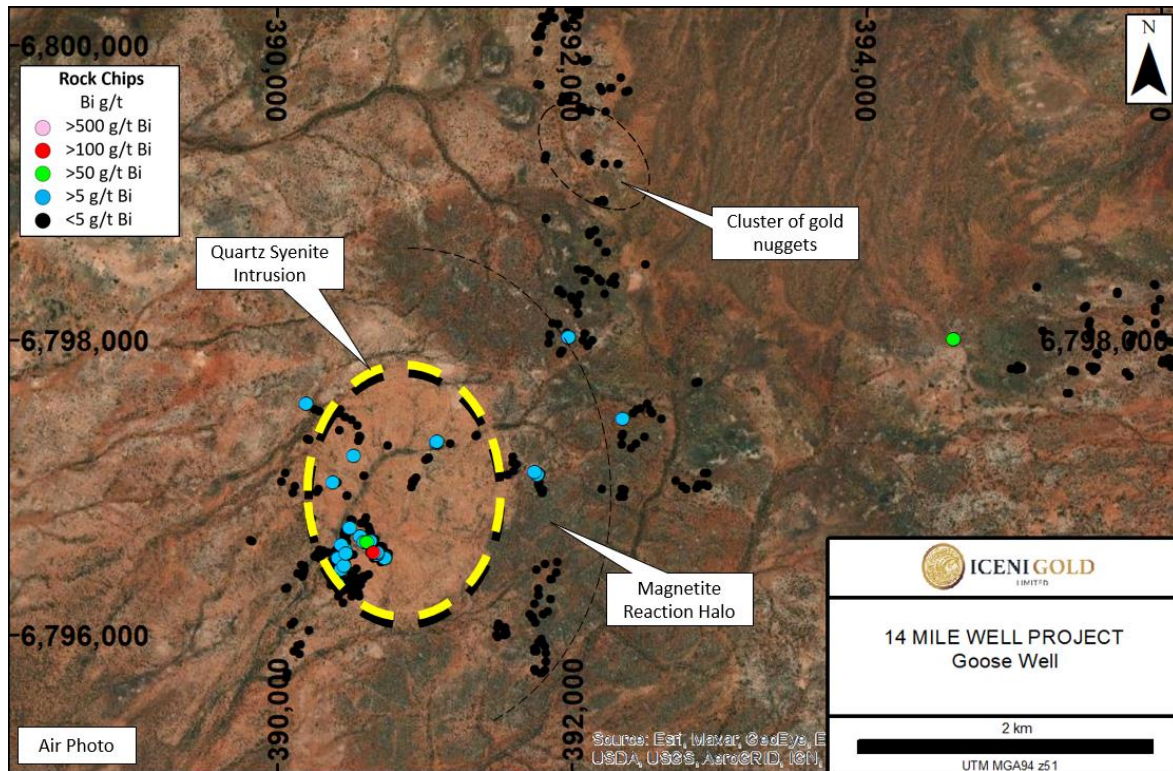 6,800,000
390,000
392,000
394,000
0
N
Rock Chips
Bi g/t
>500 g/t Bi
>100 g/t Bi
>50 g/t Bi
>5 g/t Bi
<5 g/t Bi
Cluster of gold
nuggets
Quartz Syenite
Intrusion
6,798,000
6,798,000
Magnetite
Reaction Halo
6,796,000
390,000
392,000
ICENI GOLD
LIMITED
14 MILE WELL PROJECT
Goose Well
2 km
UTM MGA94 z51
Air Photo
Source: Esri, Maxar, GeoEye, E
USDA, USGS, AeroGRID, IGN,